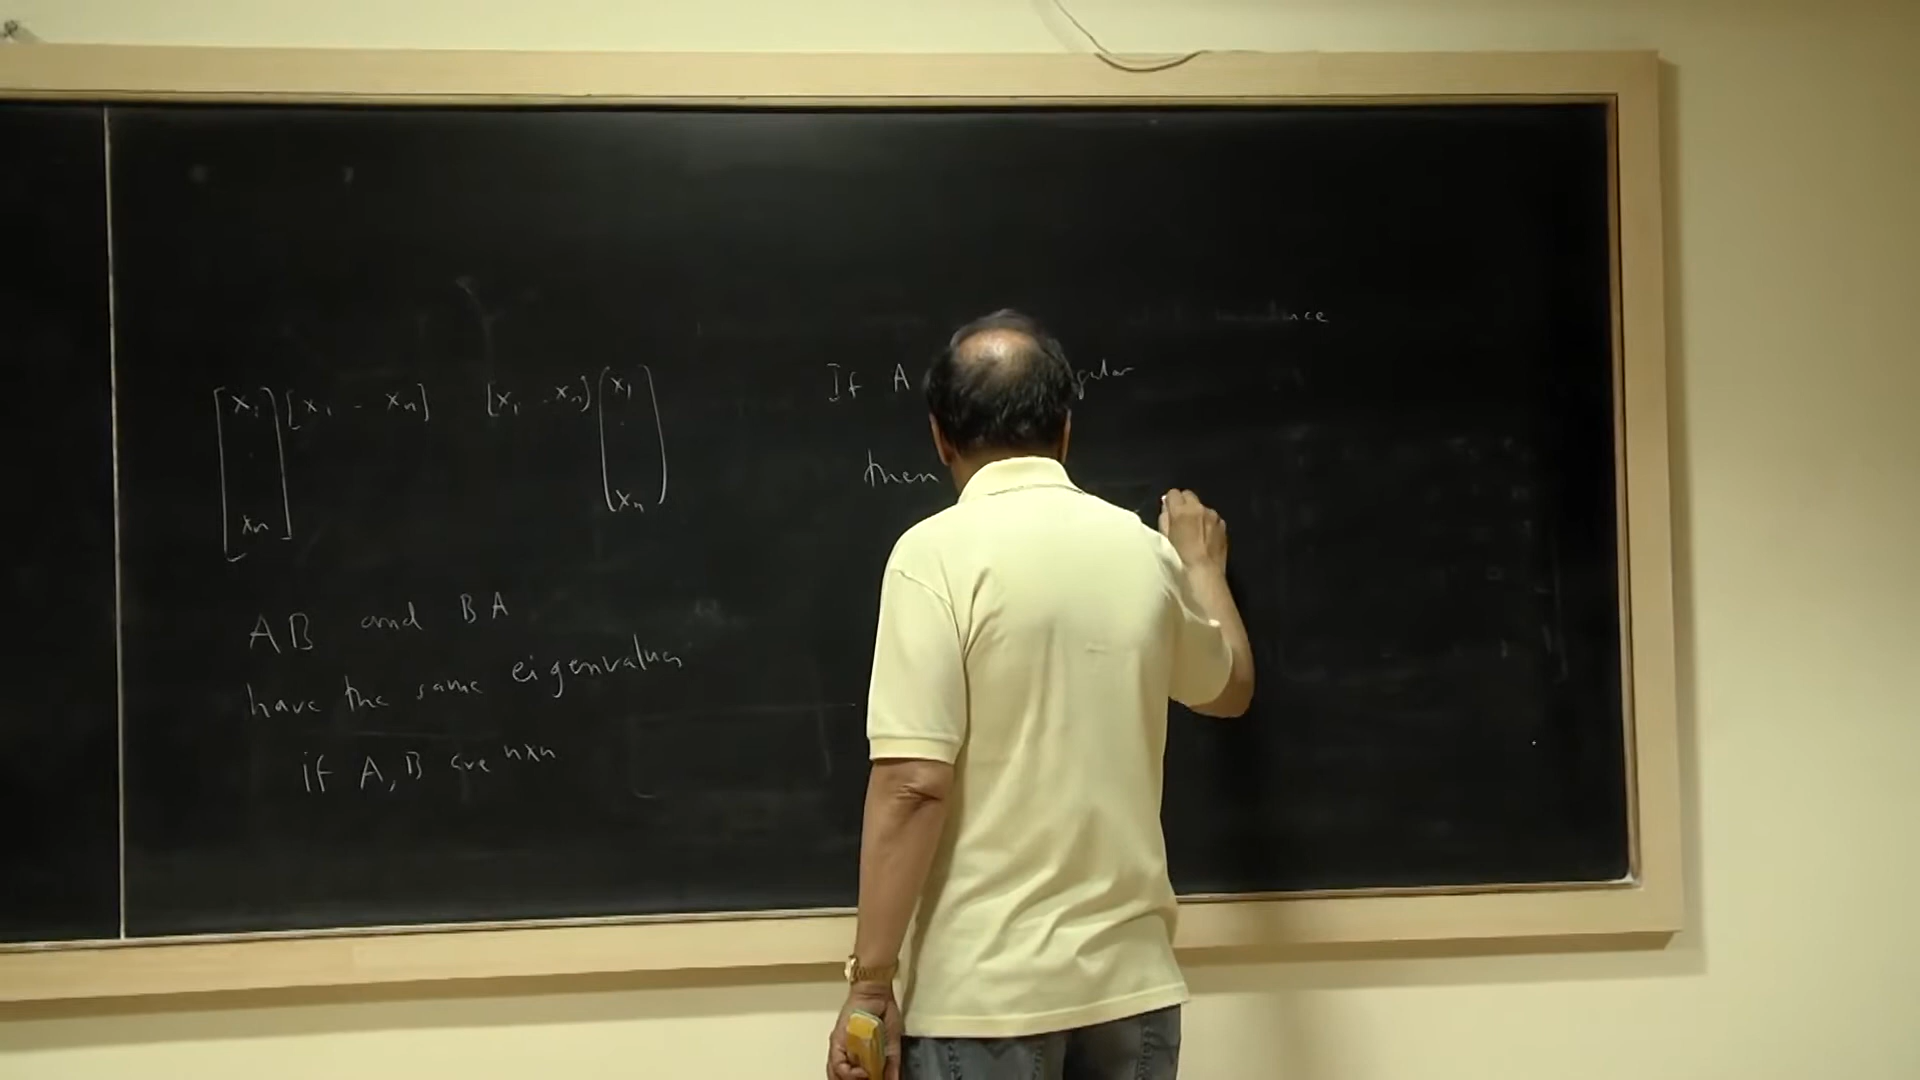 [x₁ [x₁ - xₙ] [x₁ - xₙ] (x₁
.
xₙ] xₙ)
AB and BA
have the same eigenvalues
if A, B are nxn
If A
then